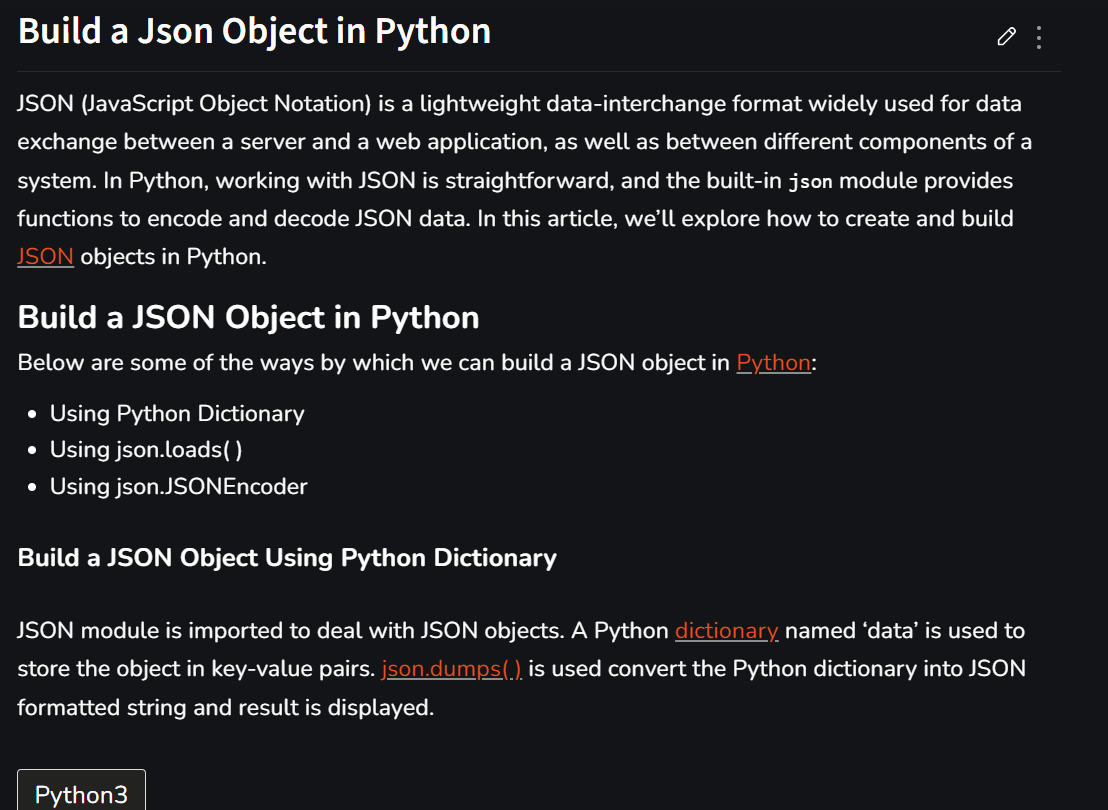 Build a Json Object in Python
JSON (JavaScript Object Notation) is a lightweight data-interchange format widely used for data
exchange between a server and a web application, as well as between different components of a
system. In Python, working with JSON is straightforward, and the built-in json module provides
functions to encode and decode JSON data. In this article, we’ll explore how to create and build
JSON objects in Python.
Build a JSON Object in Python
Below are some of the ways by which we can build a JSON object in Python:
• Using Python Dictionary
• Using json.loads( )
• Using json.JSONEncoder
Build a JSON Object Using Python Dictionary
JSON module is imported to deal with JSON objects. A Python dictionary named ‘data’ is used to
store the object in key-value pairs. json.dumps( ) is used convert the Python dictionary into JSON
formatted string and result is displayed.
Python3